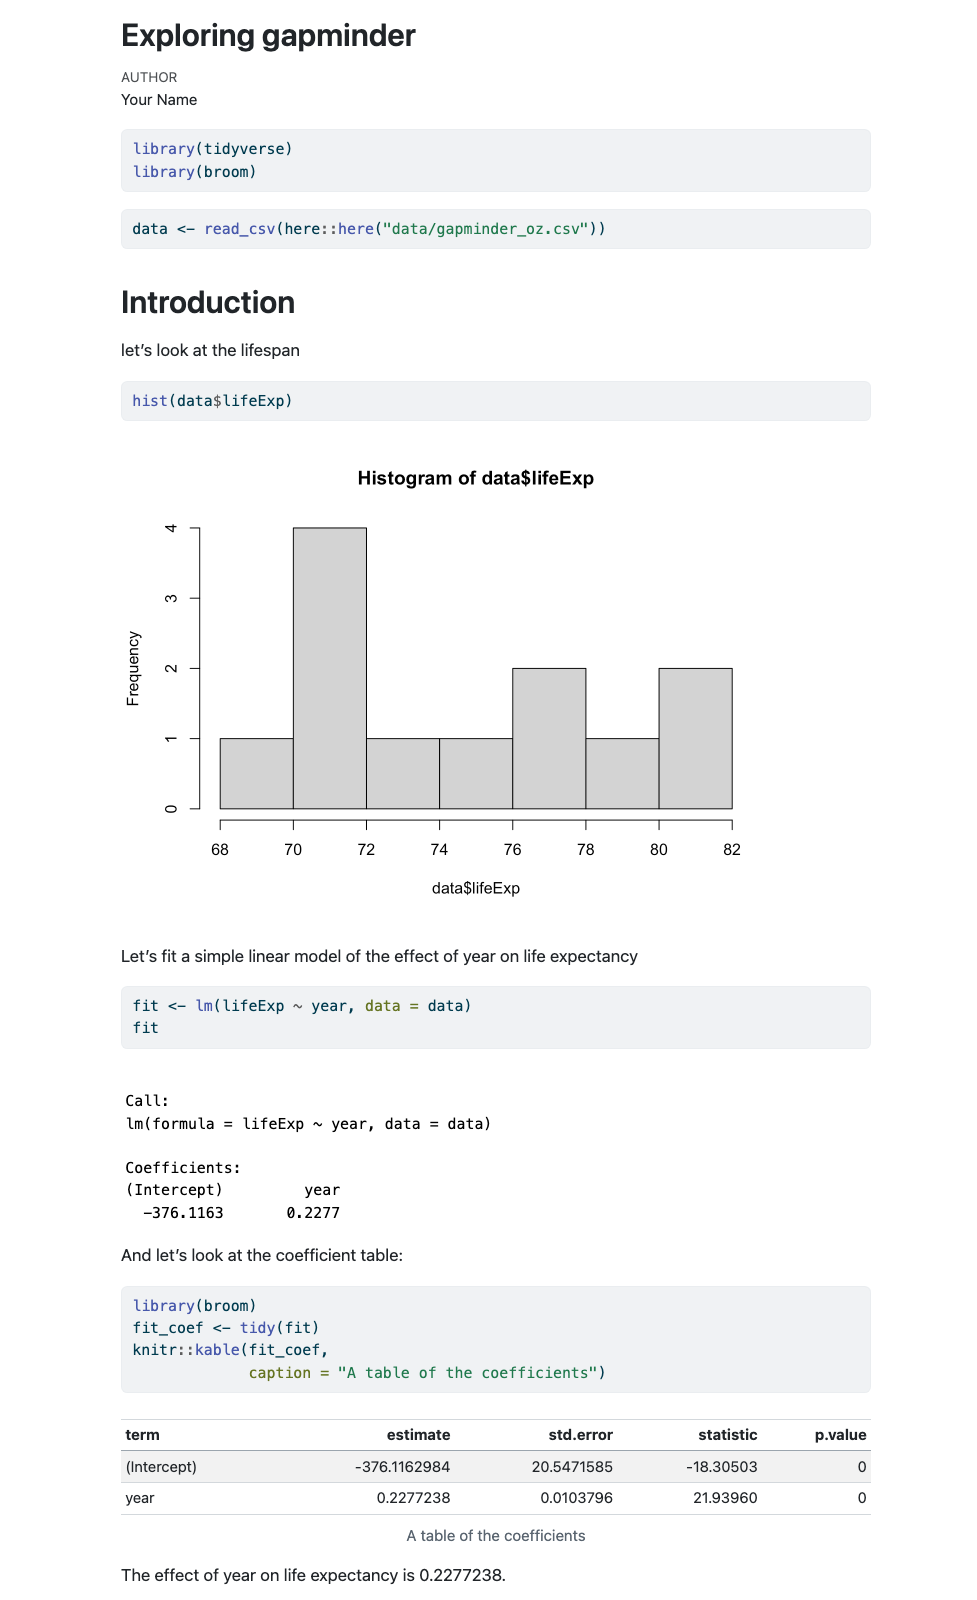 Exploring gapminder
AUTHOR
Your Name
library(tidyverse)
library(broom)
data <- read_csv(here::here("data/gapminder_oz.csv"))
Introduction
let's look at the lifespan
hist(data$lifeExp)
Histogram of data$lifeExp
4
3
2
1
0
Frequency
68 70 72 74 76 78 80 82
data$lifeExp
Let's fit a simple linear model of the effect of year on life expectancy
fit <- lm(lifeExp ~ year, data = data)
fit
Call:
lm(formula = lifeExp ~ year, data = data)
Coefficients:
(Intercept)         year
  -376.1163       0.2277
And let's look at the coefficient table:
library(broom)
fit_coef <- tidy(fit)
knitr::kable(fit_coef,
             caption = "A table of the coefficients")
term estimate std.error statistic p.value
(Intercept) -376.1162984 20.5471585 -18.30503 0
year 0.2277238 0.0103796 21.93960 0
A table of the coefficients
The effect of year on life expectancy is 0.2277238.